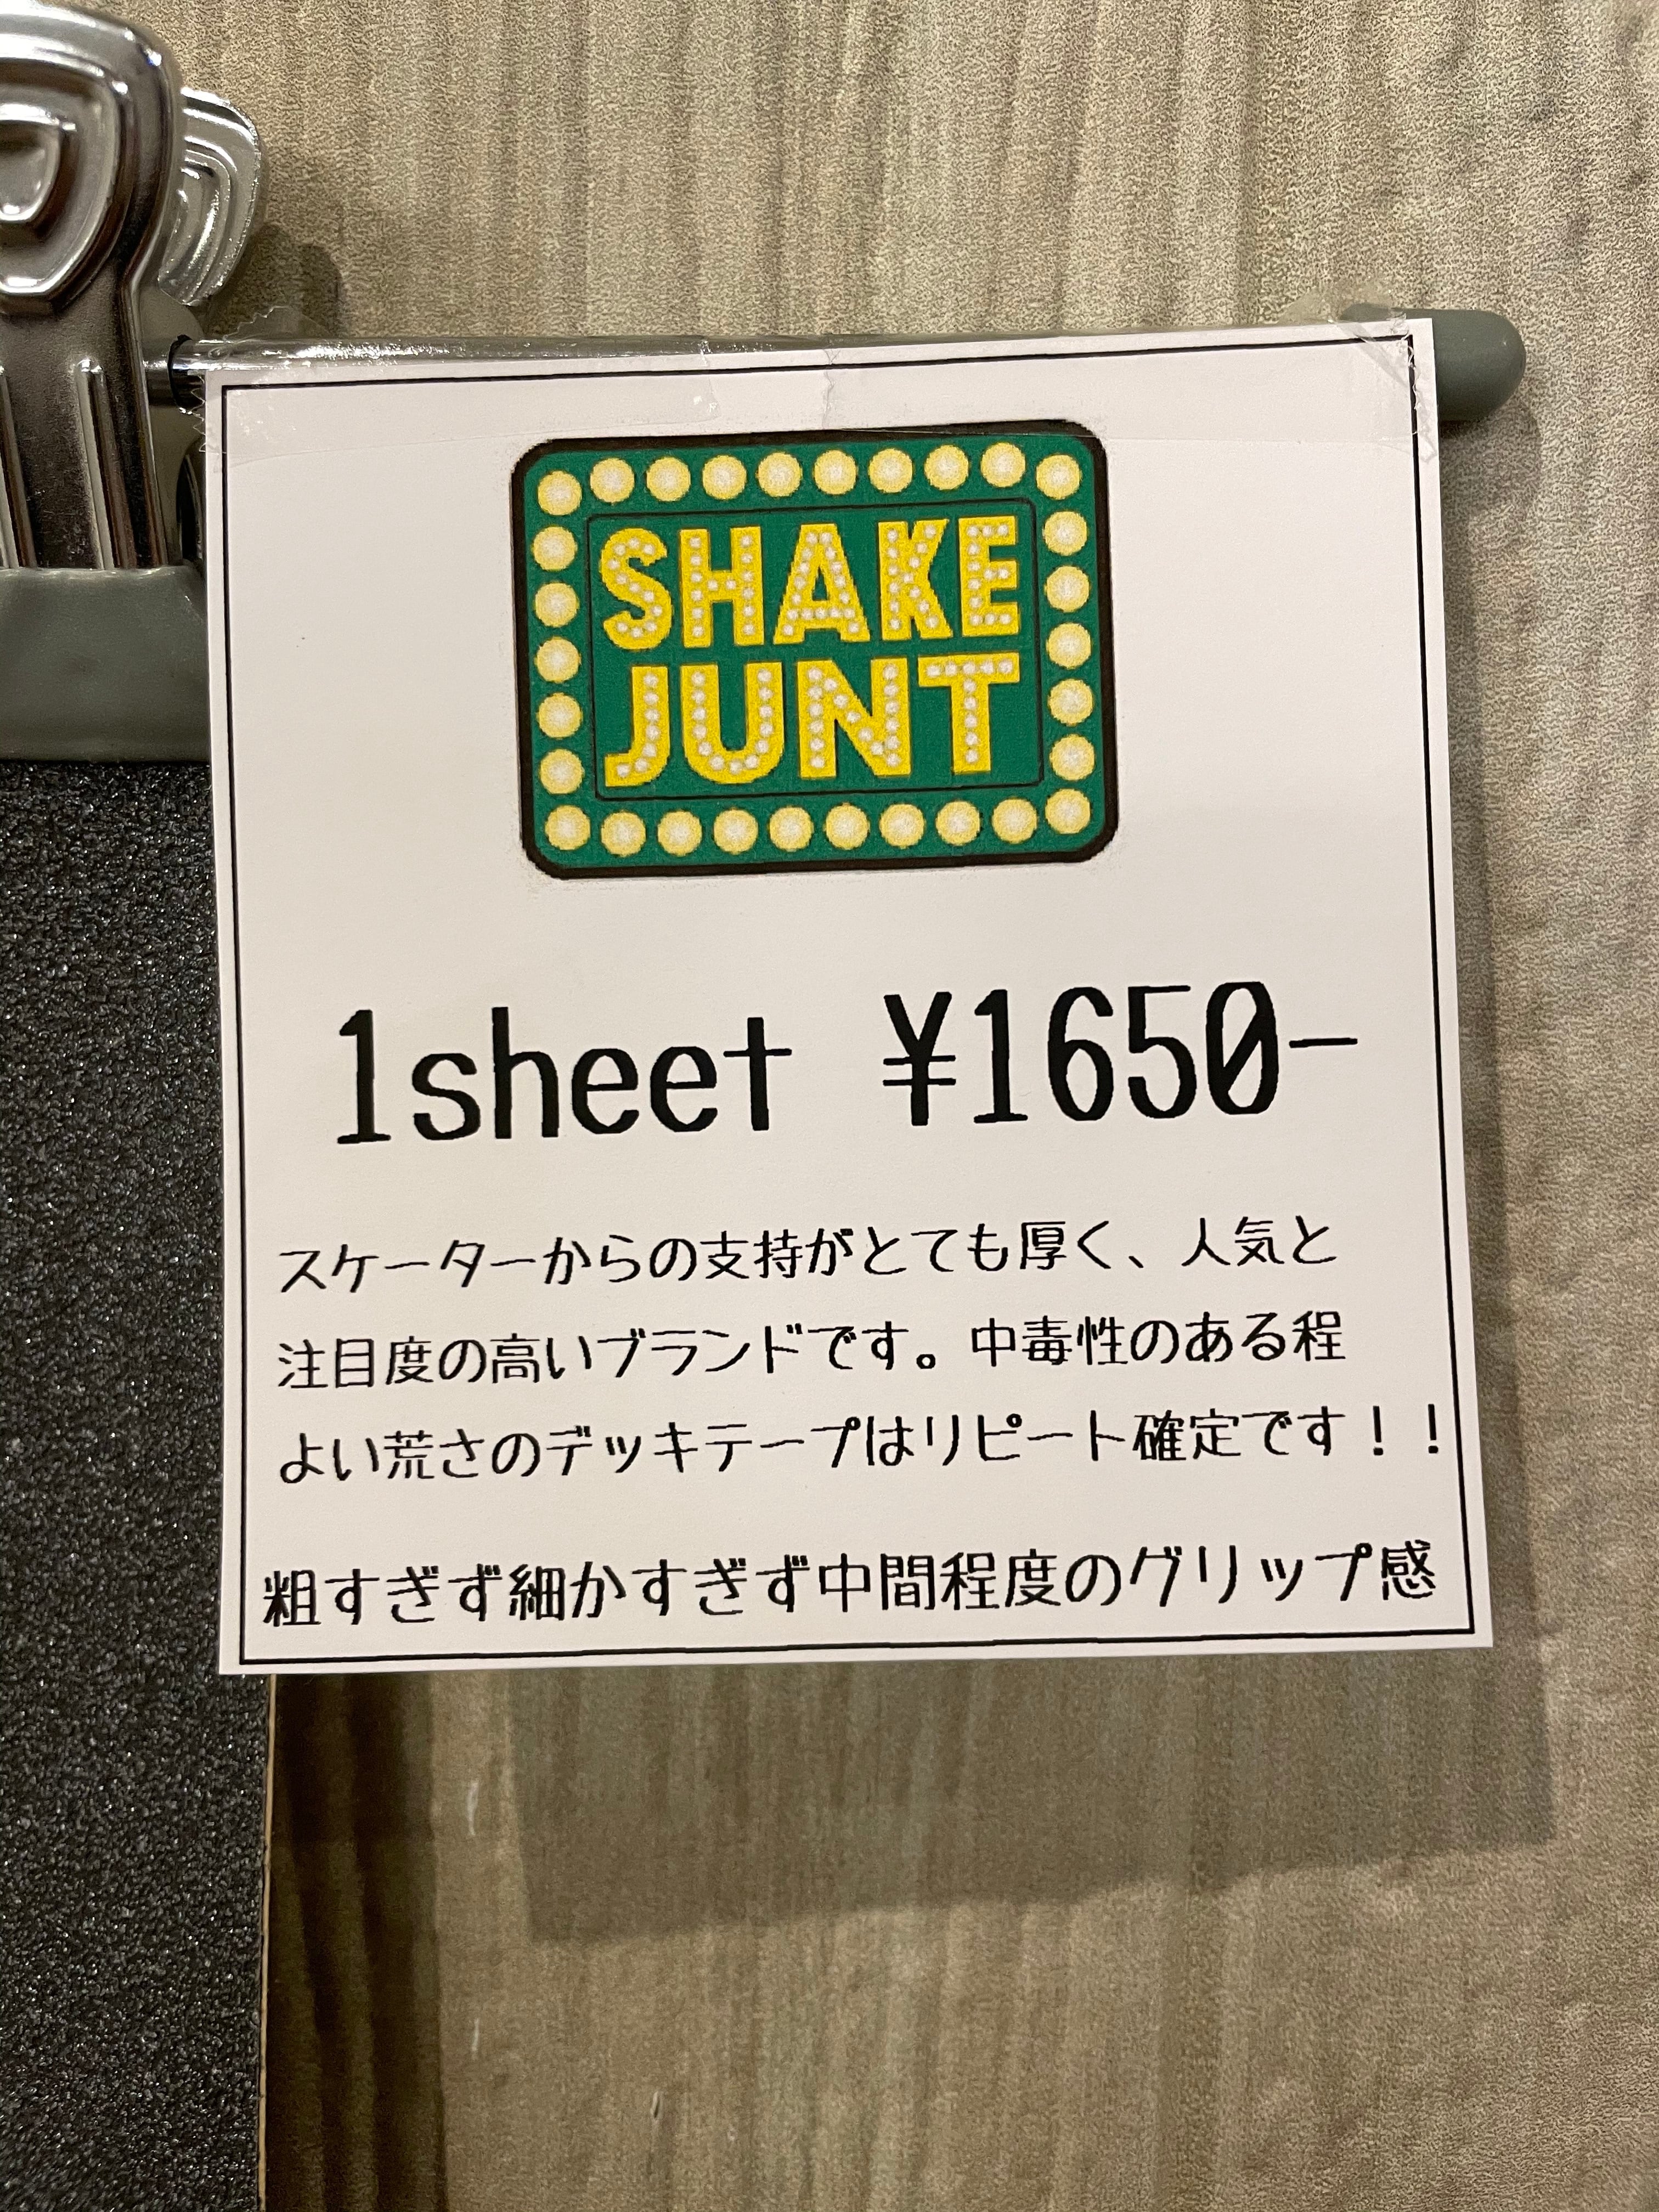 SHAKE
JUNT
1sheet ¥1650-
スケーターからの支持がとても厚く、人気と
注目度の高いブランドです。中毒性のある程
よい荒さのデッキテープはリピート確定です！！
粗すぎず細かすぎず中間程度のグリップ感